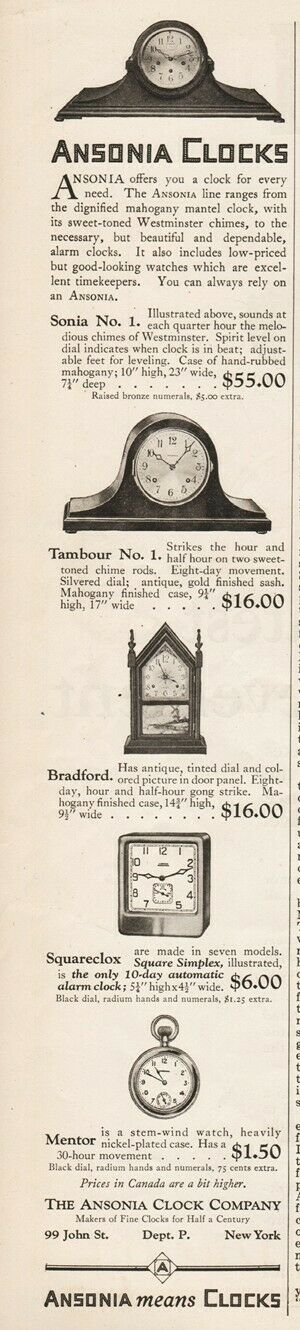 ANSONIA CLOCKS
ANSONIA offers you a clock for every
need. The ANSONIA line ranges from
the dignified mahogany mantel clock, with
its sweet-toned Westminster chimes, to the
necessary, but beautiful and dependable,
alarm clocks. It also includes low-priced
but good-looking watches which are excel-
lent timekeepers. You can always rely on
an ANSONIA.
Sonia No. 1. Illustrated above, sounds at
each quarter hour the melo-
dious chimes of Westminster. Spirit level on
dial indicates when clock is in beat; adjust-
able feet for leveling. Case of hand-rubbed
mahogany; 10" high, 23" wide,
7¼" deep . . . . . . . $55.00
Raised bronze numerals, $5.00 extra.
Tambour No. 1. Strikes the hour and
half hour on two sweet-
toned chime rods. Eight-day movement.
Silvered dial; antique, gold finished sash.
Mahogany finished case, 9¾"
high, 17" wide . . . . . $16.00
Bradford. Has antique, tinted dial and col-
ored picture in door panel. Eight-
day, hour and half-hour gong strike. Ma-
hogany finished case, 14¾" high,
9½" wide . . . . . . . . $16.00
Squareclox are made in seven models.
Square Simplex, illustrated,
is the only 10-day automatic
alarm clock; 5¼" high x 4½" wide. $6.00
Black dial, radium hands and numerals, $1.25 extra.
Mentor is a stem-wind watch, heavily
nickel-plated case. Has a
30-hour movement . . . . . $1.50
Black dial, radium hands and numerals, 75 cents extra.
Prices in Canada are a bit higher.
THE ANSONIA CLOCK COMPANY
Makers of Fine Clocks for Half a Century
99 John St. Dept. P. New York
A
ANSONIA means CLOCKS